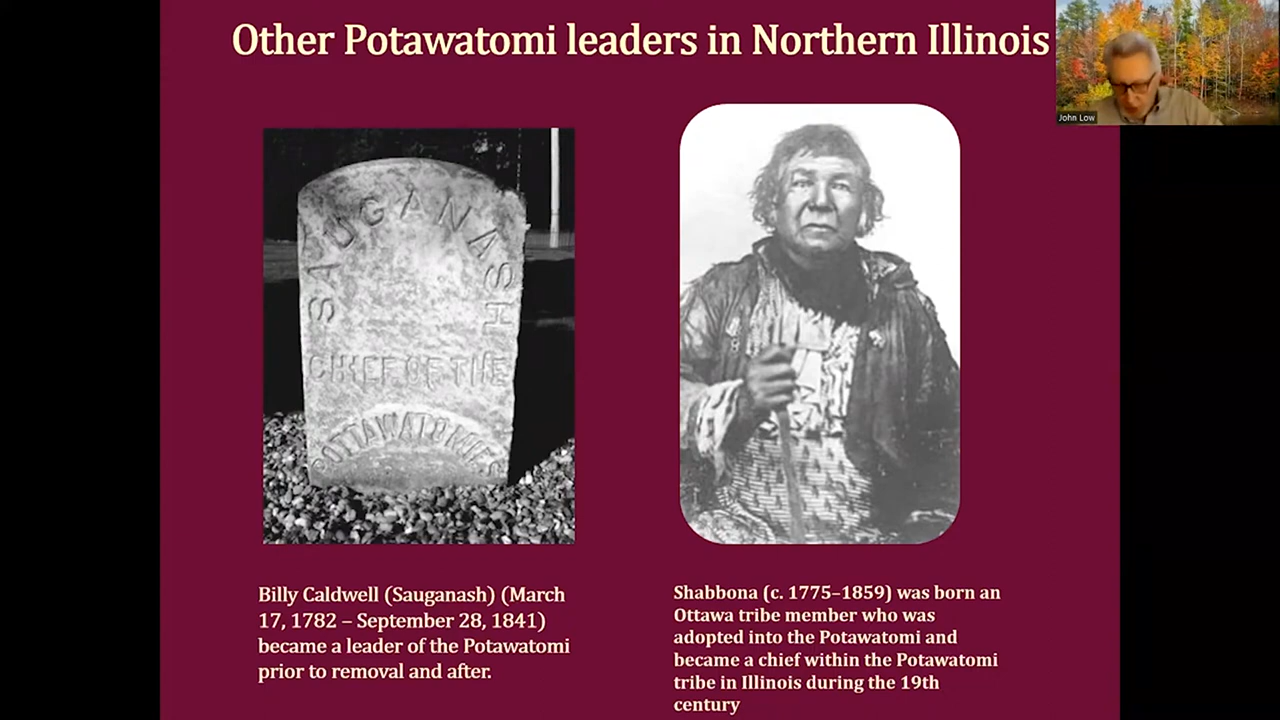 Other Potawatomi leaders in Northern Illinois
John Low
SAUGANASH
CHIEF OF THE
POTTAWATOMIES
Billy Caldwell (Sauganash) (March
17, 1782 – September 28, 1841)
became a leader of the Potawatomi
prior to removal and after.
Shabbona (c. 1775–1859) was born an
Ottawa tribe member who was
adopted into the Potawatomi and
became a chief within the Potawatomi
tribe in Illinois during the 19th
century